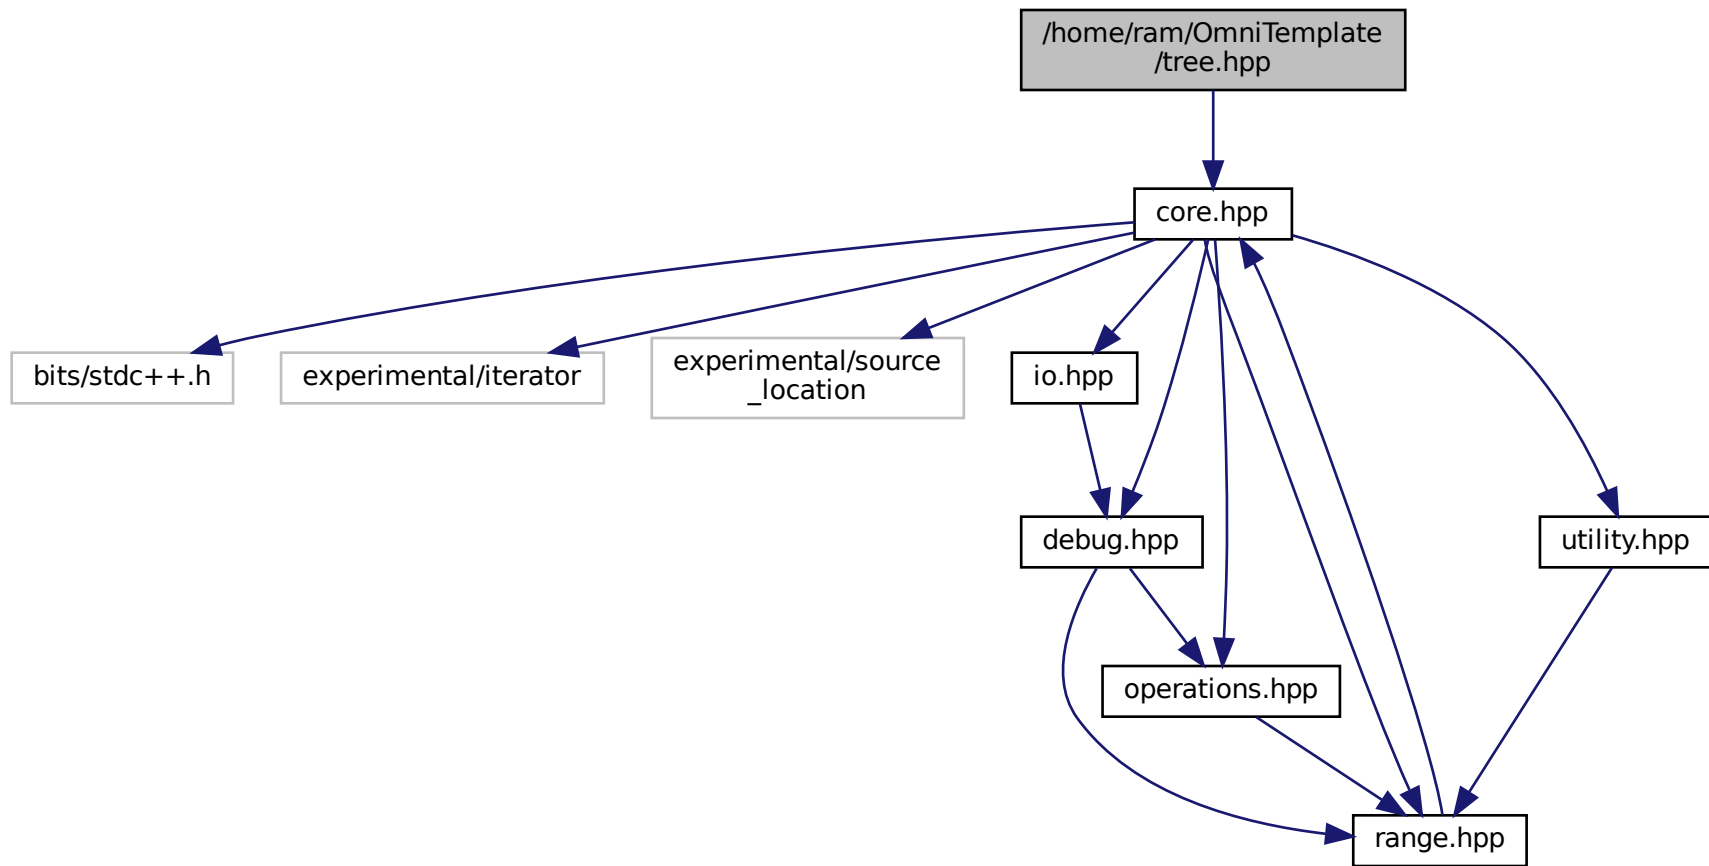 /home/ram/OmniTemplate
/tree.hpp
core.hpp
bits/stdc++.h
experimental/iterator
experimental/source
_location
io.hpp
debug.hpp
utility.hpp
operations.hpp
range.hpp